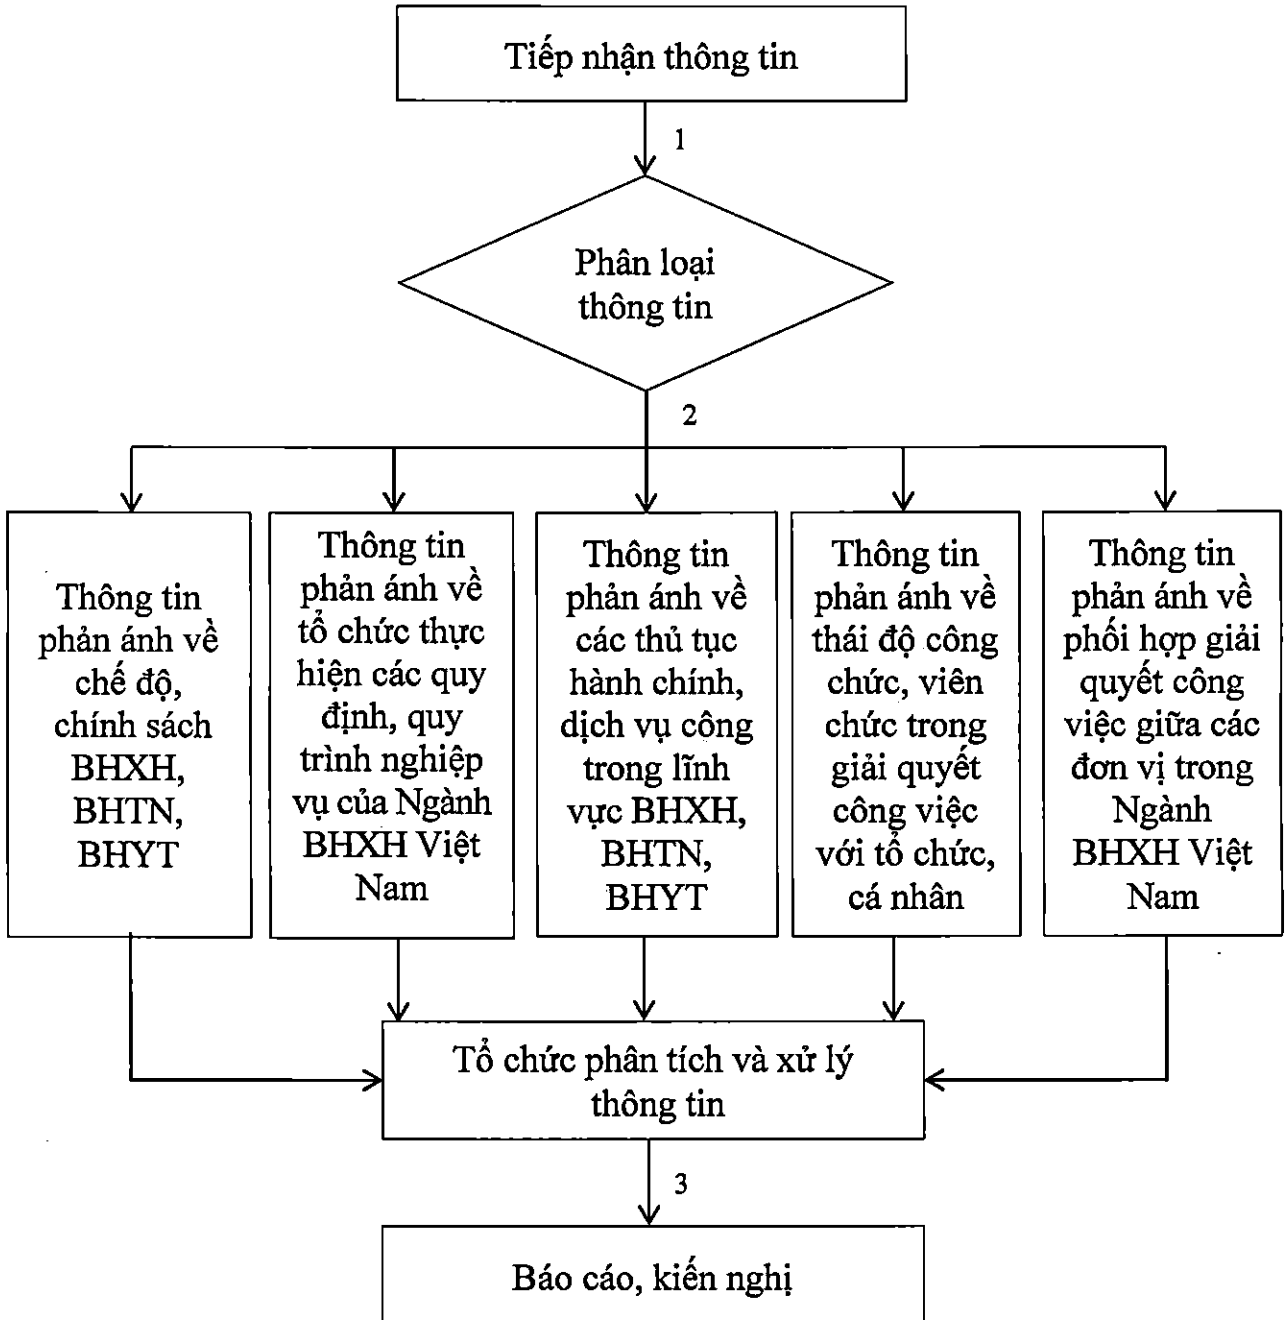 Tiếp nhận thông tin
1
Phân loại
thông tin
2
Thông tin
phản ánh về
chế độ,
chính sách
BHXH,
BHTN,
BHYT
Thông tin
phản ánh về
tổ chức thực
hiện các quy
định, quy
trình nghiệp
vụ của Ngành
BHXH Việt
Nam
Thông tin
phản ánh về
các thủ tục
hành chính,
dịch vụ công
trong lĩnh
vực BHXH,
BHTN,
BHYT
Thông tin
phản ánh về
thái độ công
chức, viên
chức trong
giải quyết
công việc
với tổ chức,
cá nhân
Thông tin
phản ánh về
phối hợp giải
quyết công
việc giữa các
đơn vị trong
Ngành
BHXH Việt
Nam
Tổ chức phân tích và xử lý
thông tin
3
Báo cáo, kiến nghị